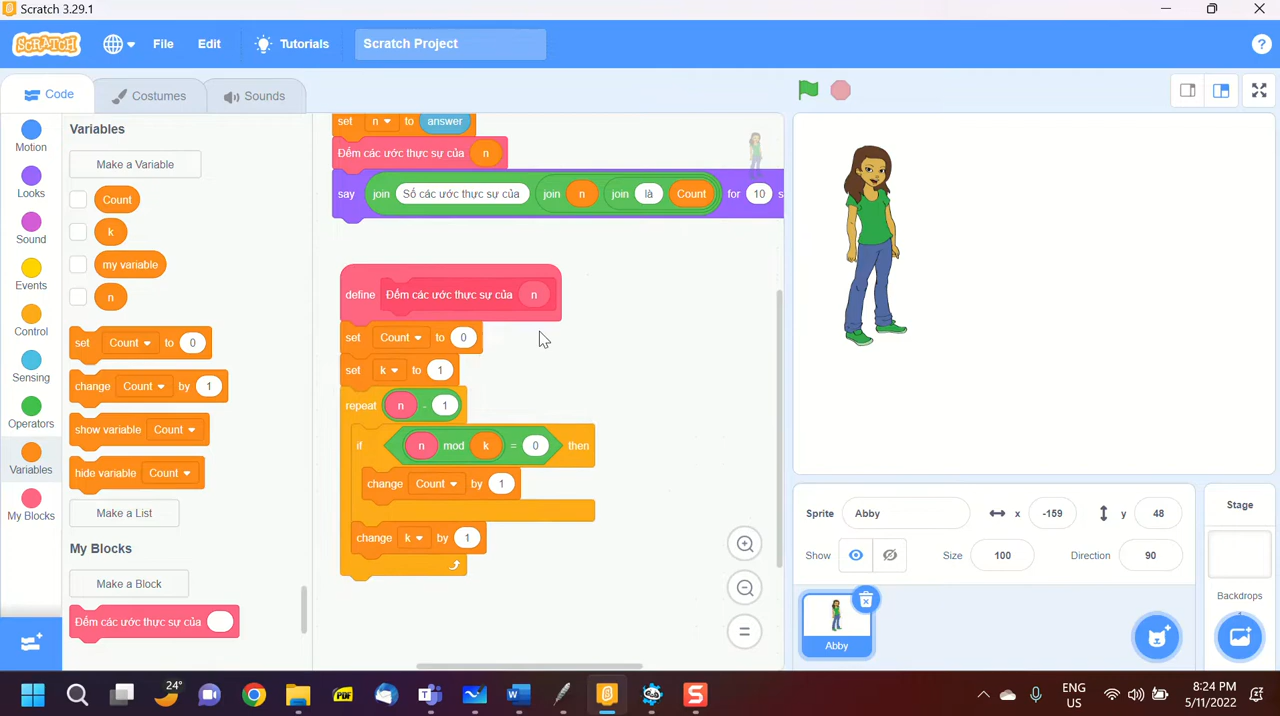 Scratch 3.29.1
SCRATCH File Edit Tutorials Scratch Project
Code Costumes Sounds
Motion
Looks
Sound
Events
Control
Sensing
Operators
Variables
My Blocks
Variables
Make a Variable
Count
k
my variable
n
set Count to 0
change Count by 1
show variable Count
hide variable Count
Make a List
My Blocks
Make a Block
Đếm các ước thực sự của
set n to answer
Đếm các ước thực sự của n
say join Số các ước thực sự của join n join là Count for 10 s
define Đếm các ước thực sự của n
set Count to 0
set k to 1
repeat n - 1
if n mod k = 0 then
change Count by 1
change k by 1
Sprite Abby x -159 y 48
Show Size 100 Direction 90
Abby
Stage
Backdrops
PDF
24°
ENG
US
8:24 PM
5/11/2022